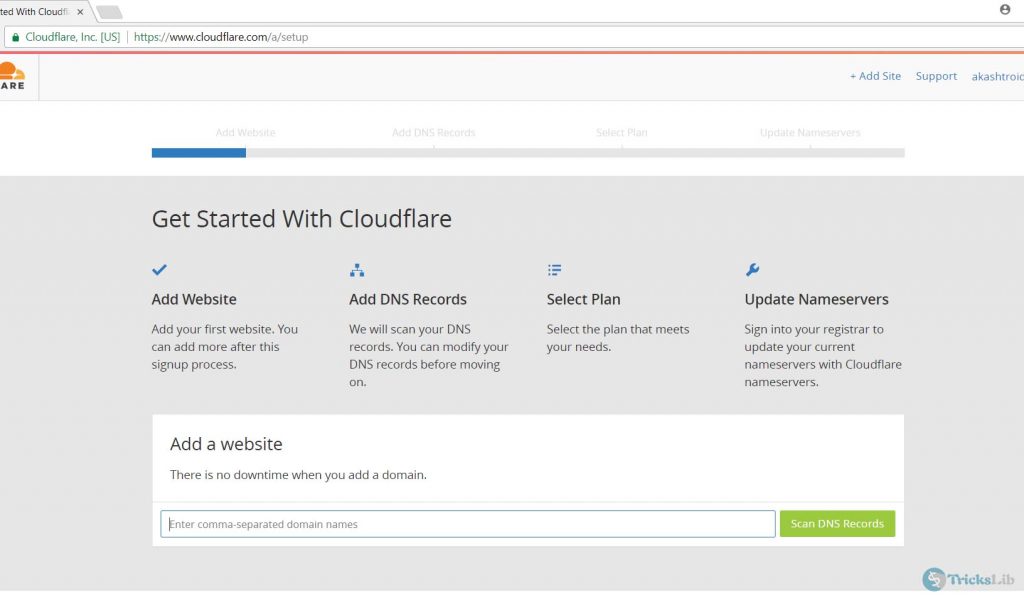 ted With Cloudfl
Cloudflare, Inc. [US] https://www.cloudflare.com/a/setup
ARE
+ Add Site Support akashtroid
Add Website Add DNS Records Select Plan Update Nameservers
Get Started With Cloudflare
Add Website
Add your first website. You
can add more after this
signup process.
Add DNS Records
We will scan your DNS
records. You can modify your
DNS records before moving
on.
Select Plan
Select the plan that meets
your needs.
Update Nameservers
Sign into your registrar to
update your current
nameservers with Cloudflare
nameservers.
Add a website
There is no downtime when you add a domain.
Enter comma-separated domain names
Scan DNS Records
TricksLib